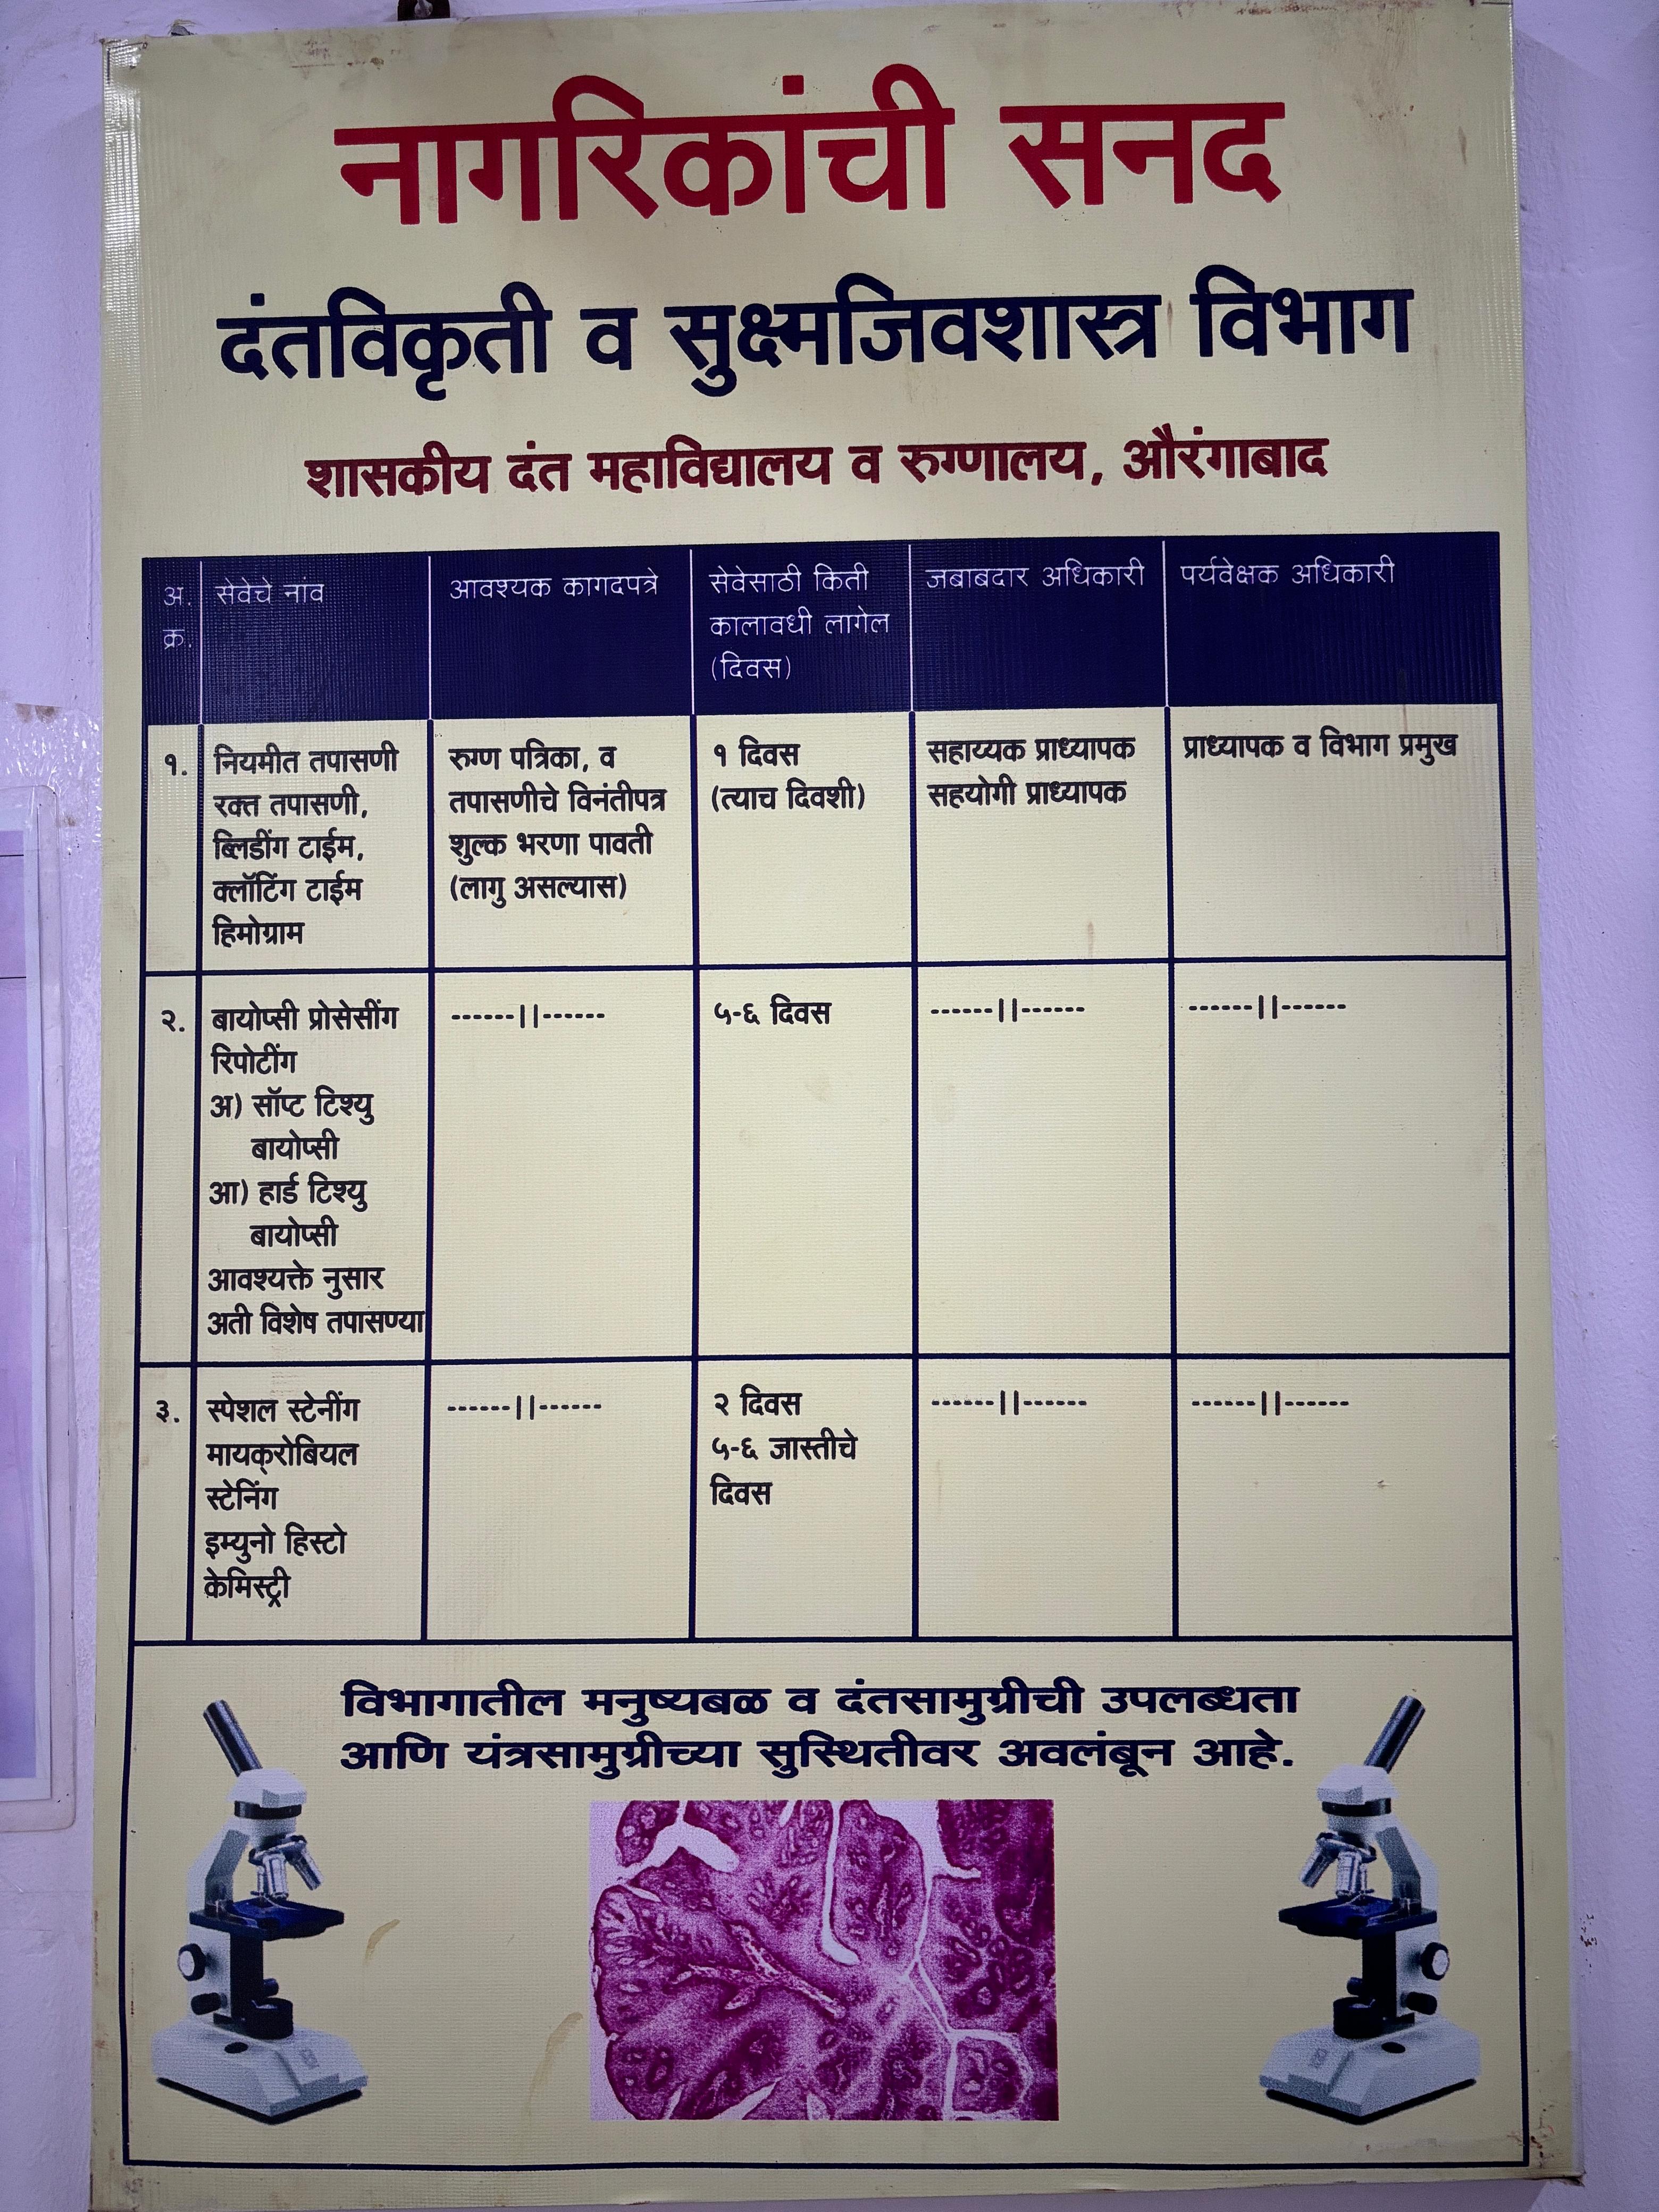 नागरिकांची सनद
दंतविकृती व सुक्ष्मजिवशास्त्र विभाग
शासकीय दंत महाविद्यालय व रुग्णालय, औरंगाबाद
अ.
क्र.
सेवेचे नांव
आवश्यक कागदपत्रे
सेवेसाठी किती
कालावधी लागेल
(दिवस)
जबाबदार अधिकारी
पर्यवेक्षक अधिकारी
१.
नियमीत तपासणी
रक्त तपासणी,
ब्लिडींग टाईम,
क्लॉटिंग टाईम
हिमोग्राम
रुग्ण पत्रिका, व
तपासणीचे विनंतीपत्र
शुल्क भरणा पावती
(लागु असल्यास)
१ दिवस
(त्याच दिवशी)
सहाय्यक प्राध्यापक
सहयोगी प्राध्यापक
प्राध्यापक व विभाग प्रमुख
२.
बायोप्सी प्रोसेसींग
रिपोटींग
अ) सॉप्ट टिश्यु
बायोप्सी
आ) हार्ड टिश्यु
बायोप्सी
आवश्यक्ते नुसार
अती विशेष तपासण्या
------||------
५-६ दिवस
------||------
------||------
३.
स्पेशल स्टेनींग
मायक्रोबियल
स्टेनिंग
इम्युनो हिस्टो
केमिस्ट्री
------||------
२ दिवस
५-६ जास्तीचे
दिवस
------||------
------||------
विभागातील मनुष्यबळ व दंतसामुग्रीची उपलब्धता
आणि यंत्रसामुग्रीच्या सुस्थितीवर अवलंबून आहे.